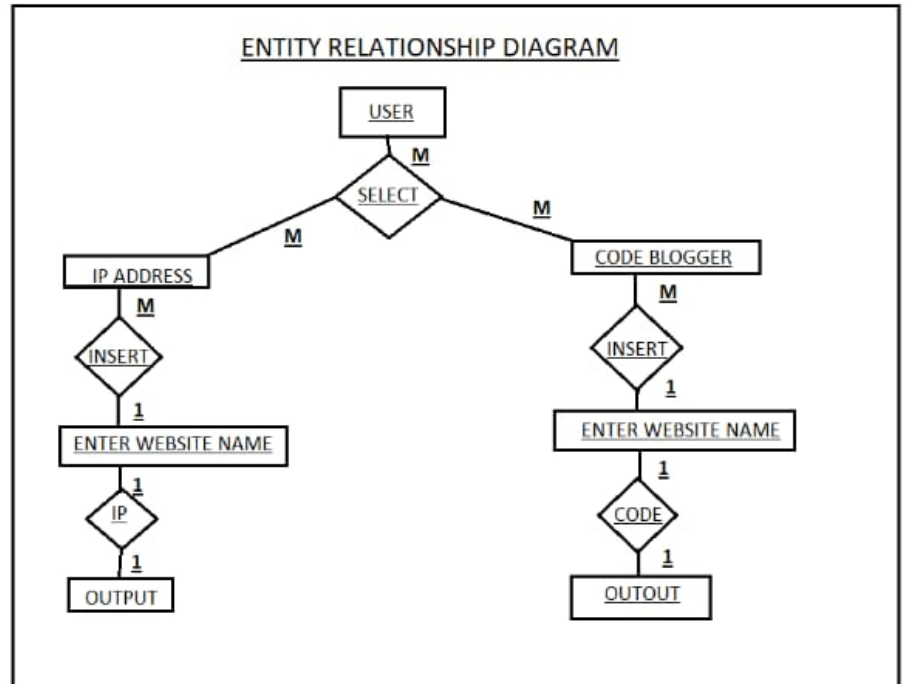 ENTITY RELATIONSHIP DIAGRAM
USER
M
SELECT
M
M
IP ADDRESS
CODE BLOGGER
M
M
INSERT
INSERT
1
1
ENTER WEBSITE NAME
ENTER WEBSITE NAME
1
1
IP
CODE
1
1
OUTPUT
OUTOUT